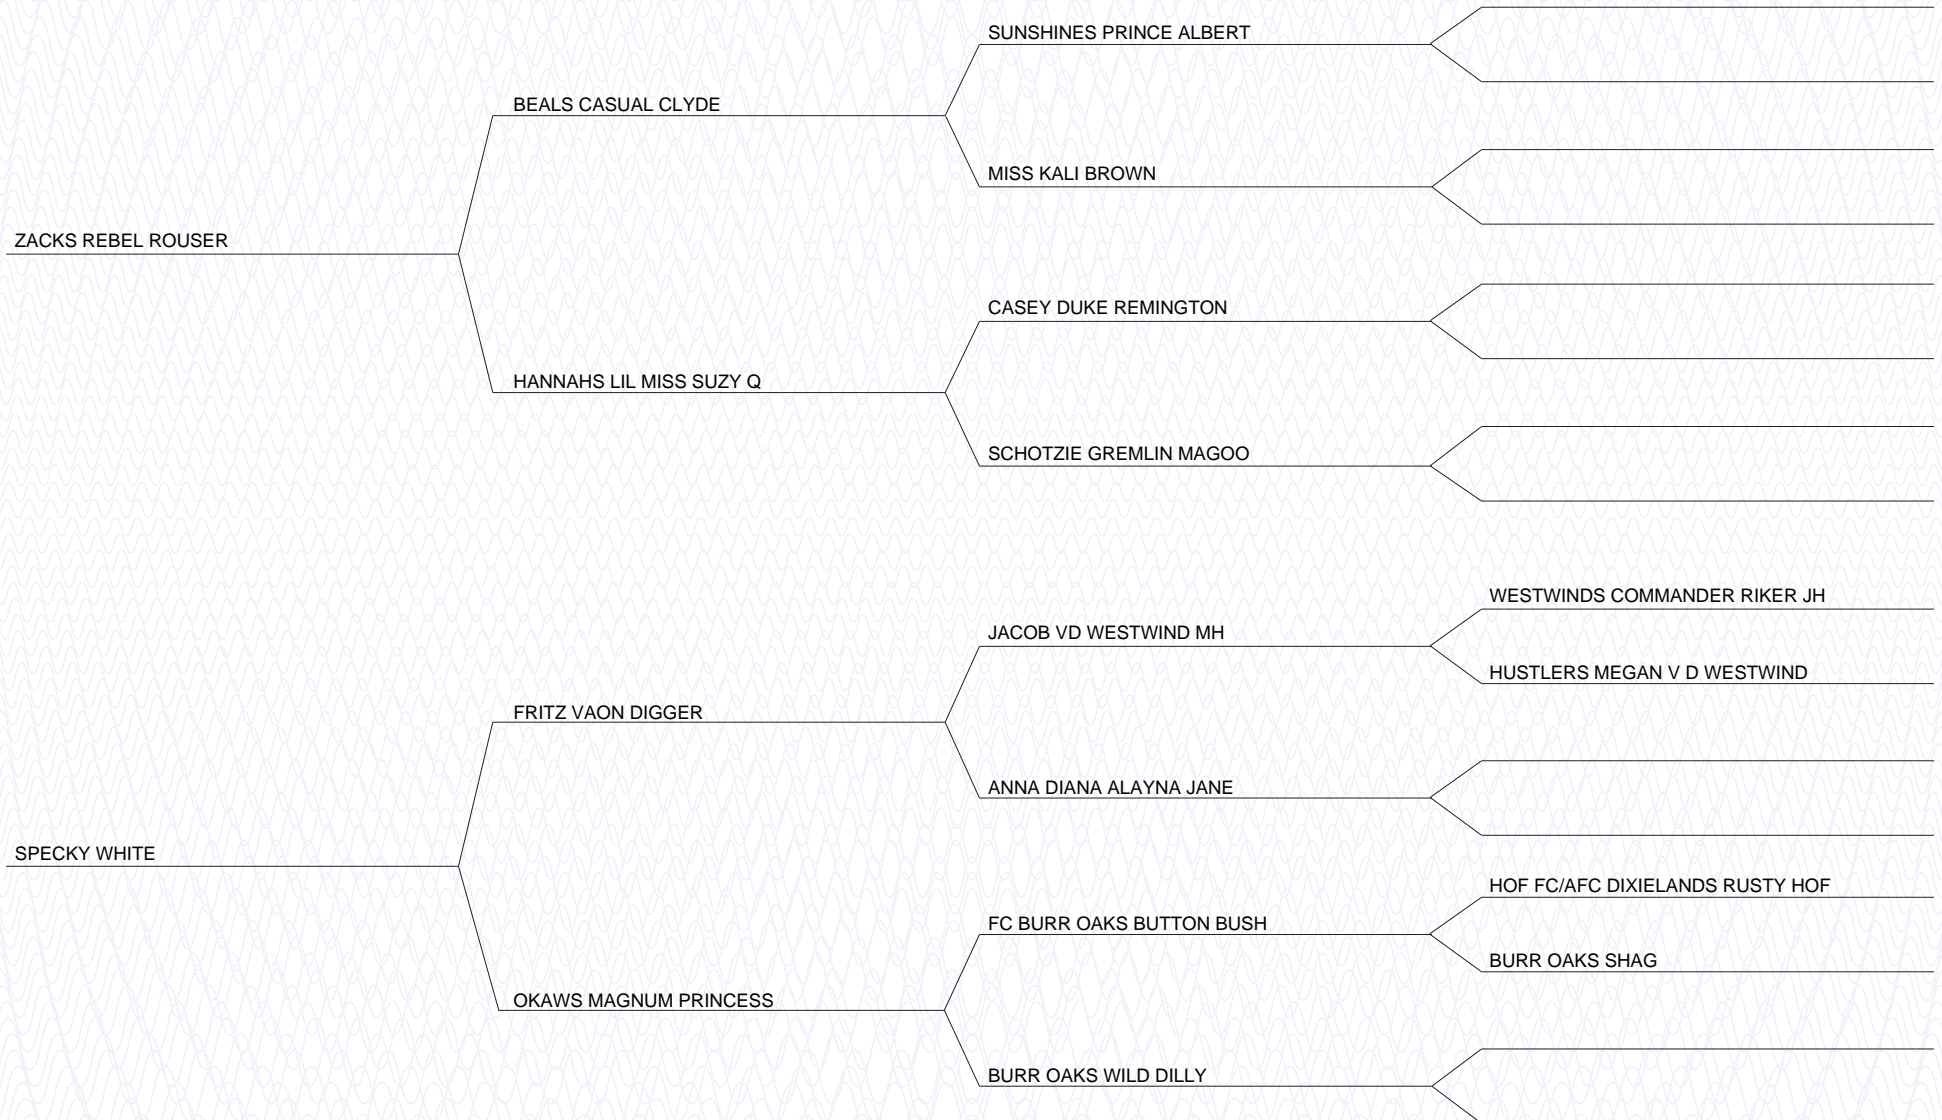 SUNSHINES PRINCE ALBERT
BEALS CASUAL CLYDE
MISS KALI BROWN
ZACKS REBEL ROUSER
CASEY DUKE REMINGTON
HANNAHS LIL MISS SUZY Q
SCHOTZIE GREMLIN MAGOO
WESTWINDS COMMANDER RIKER JH
JACOB VD WESTWIND MH
HUSTLERS MEGAN V D WESTWIND
FRITZ VAON DIGGER
ANNA DIANA ALAYNA JANE
SPECKY WHITE
HOF FC/AFC DIXIELANDS RUSTY HOF
FC BURR OAKS BUTTON BUSH
BURR OAKS SHAG
OKAWS MAGNUM PRINCESS
BURR OAKS WILD DILLY